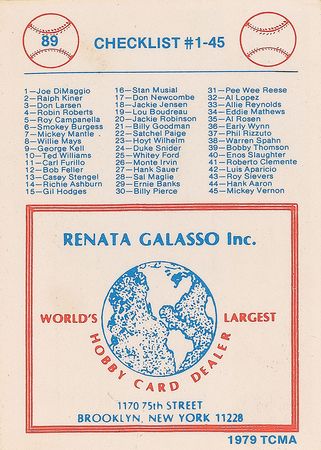 89
CHECKLIST #1-45
1—Joe DiMaggio
2—Ralph Kiner
3—Don Larsen
4—Robin Roberts
5—Roy Campanella
6—Smokey Burgess
7—Mickey Mantle
8—Willie Mays
9—George Kell
10—Ted Williams
11—Carl Furillo
12—Bob Feller
13—Casey Stengel
14—Richie Ashburn
15—Gil Hodges
16—Stan Musial
17—Don Newcombe
18—Jackie Jensen
19—Lou Boudreau
20—Jackie Robinson
21—Billy Goodman
22—Satchel Paige
23—Hoyt Wilhelm
24—Duke Snider
25—Whitey Ford
26—Monte Irvin
27—Hank Sauer
28—Sal Maglie
29—Ernie Banks
30—Billy Pierce
31—Pee Wee Reese
32—Al Lopez
33—Allie Reynolds
34—Eddie Mathews
35—Al Rosen
36—Early Wynn
37—Phil Rizzuto
38—Warren Spahn
39—Bobby Thomson
40—Enos Slaughter
41—Roberto Clemente
42—Luis Aparicio
43—Roy Sievers
44—Hank Aaron
45—Mickey Vernon
RENATA GALASSO Inc.
WORLD'S LARGEST
HOBBY CARD DEALER
1170 75th STREET
BROOKLYN, NEW YORK 11228
1979 TCMA